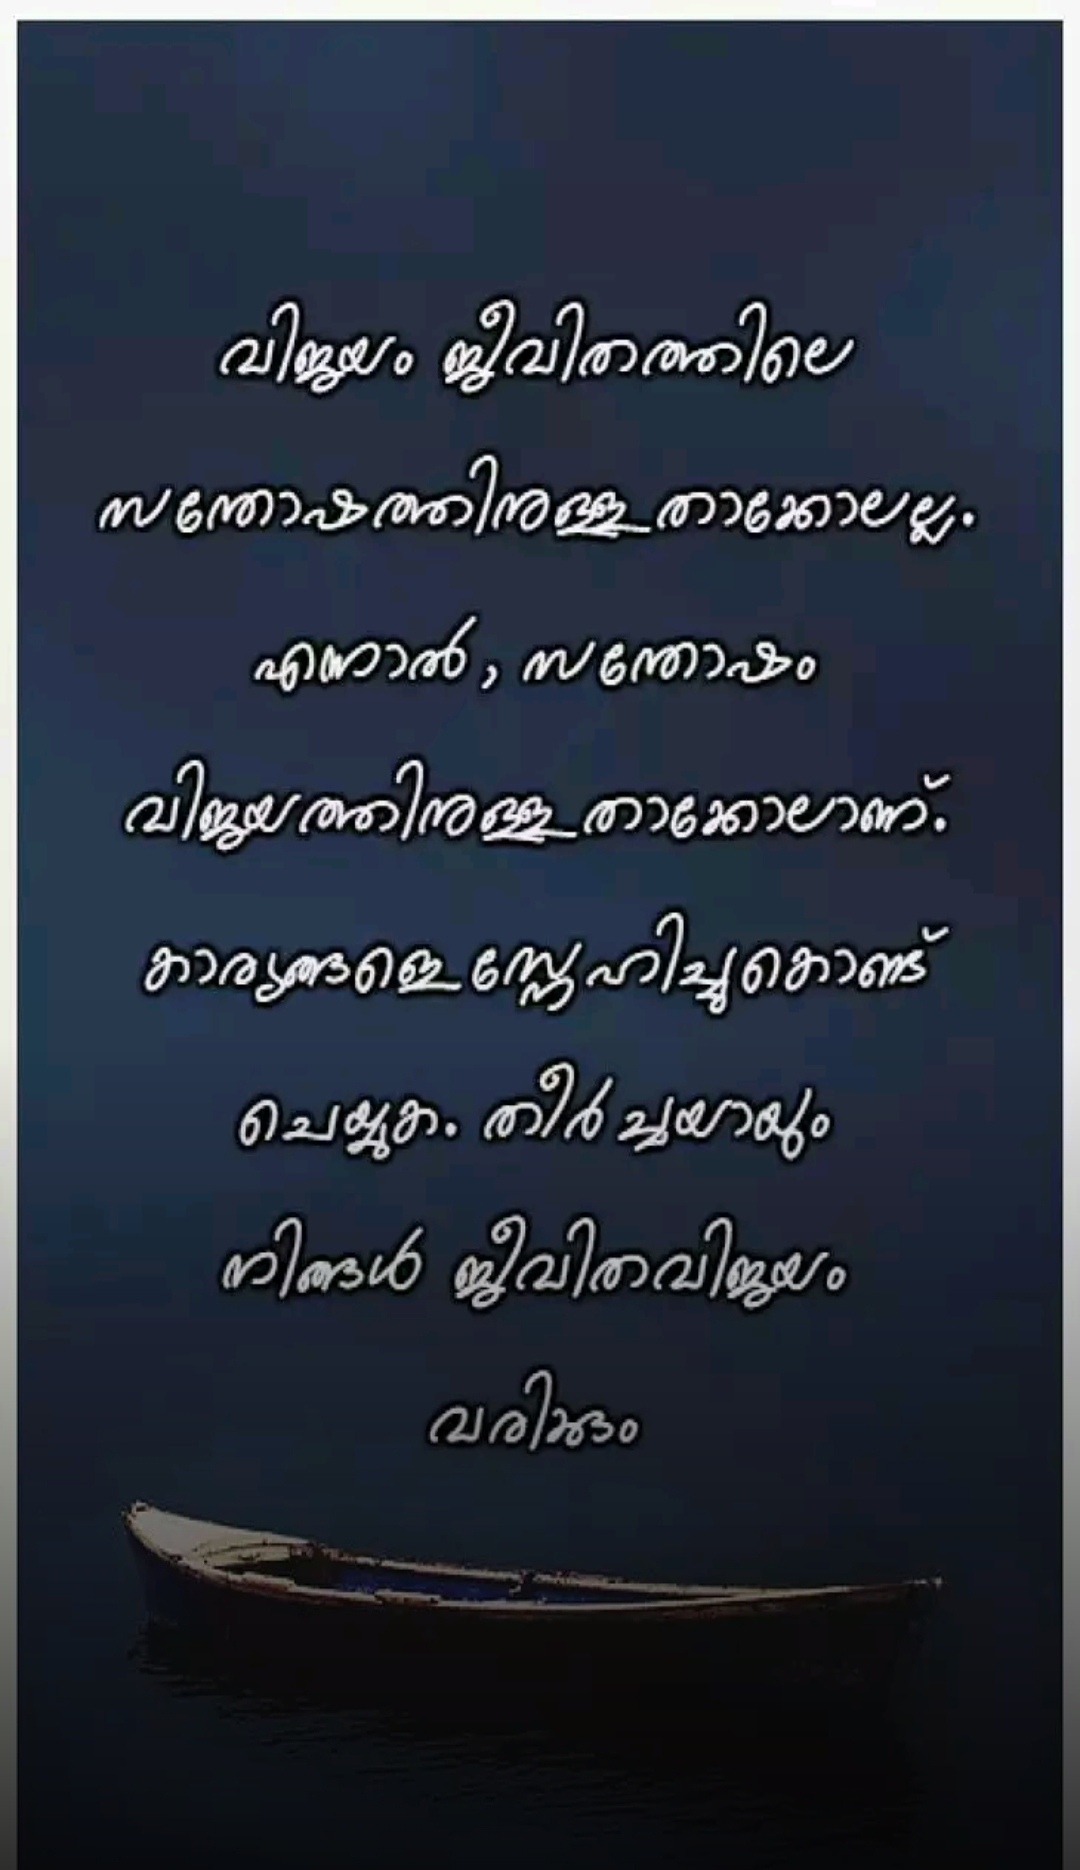 വിജയം ജീവിതത്തിലെ
സന്തോഷത്തിനുള്ള താക്കോലല്ല.
എന്നാൽ, സന്തോഷം
വിജയത്തിനുള്ള താക്കോലാണ്.
കാര്യങ്ങളെ സ്നേഹിച്ചുകൊണ്ട്
ചെയ്യുക. തീർച്ചയായും
നിങ്ങൾ ജീവിതവിജയം
വരിക്കും